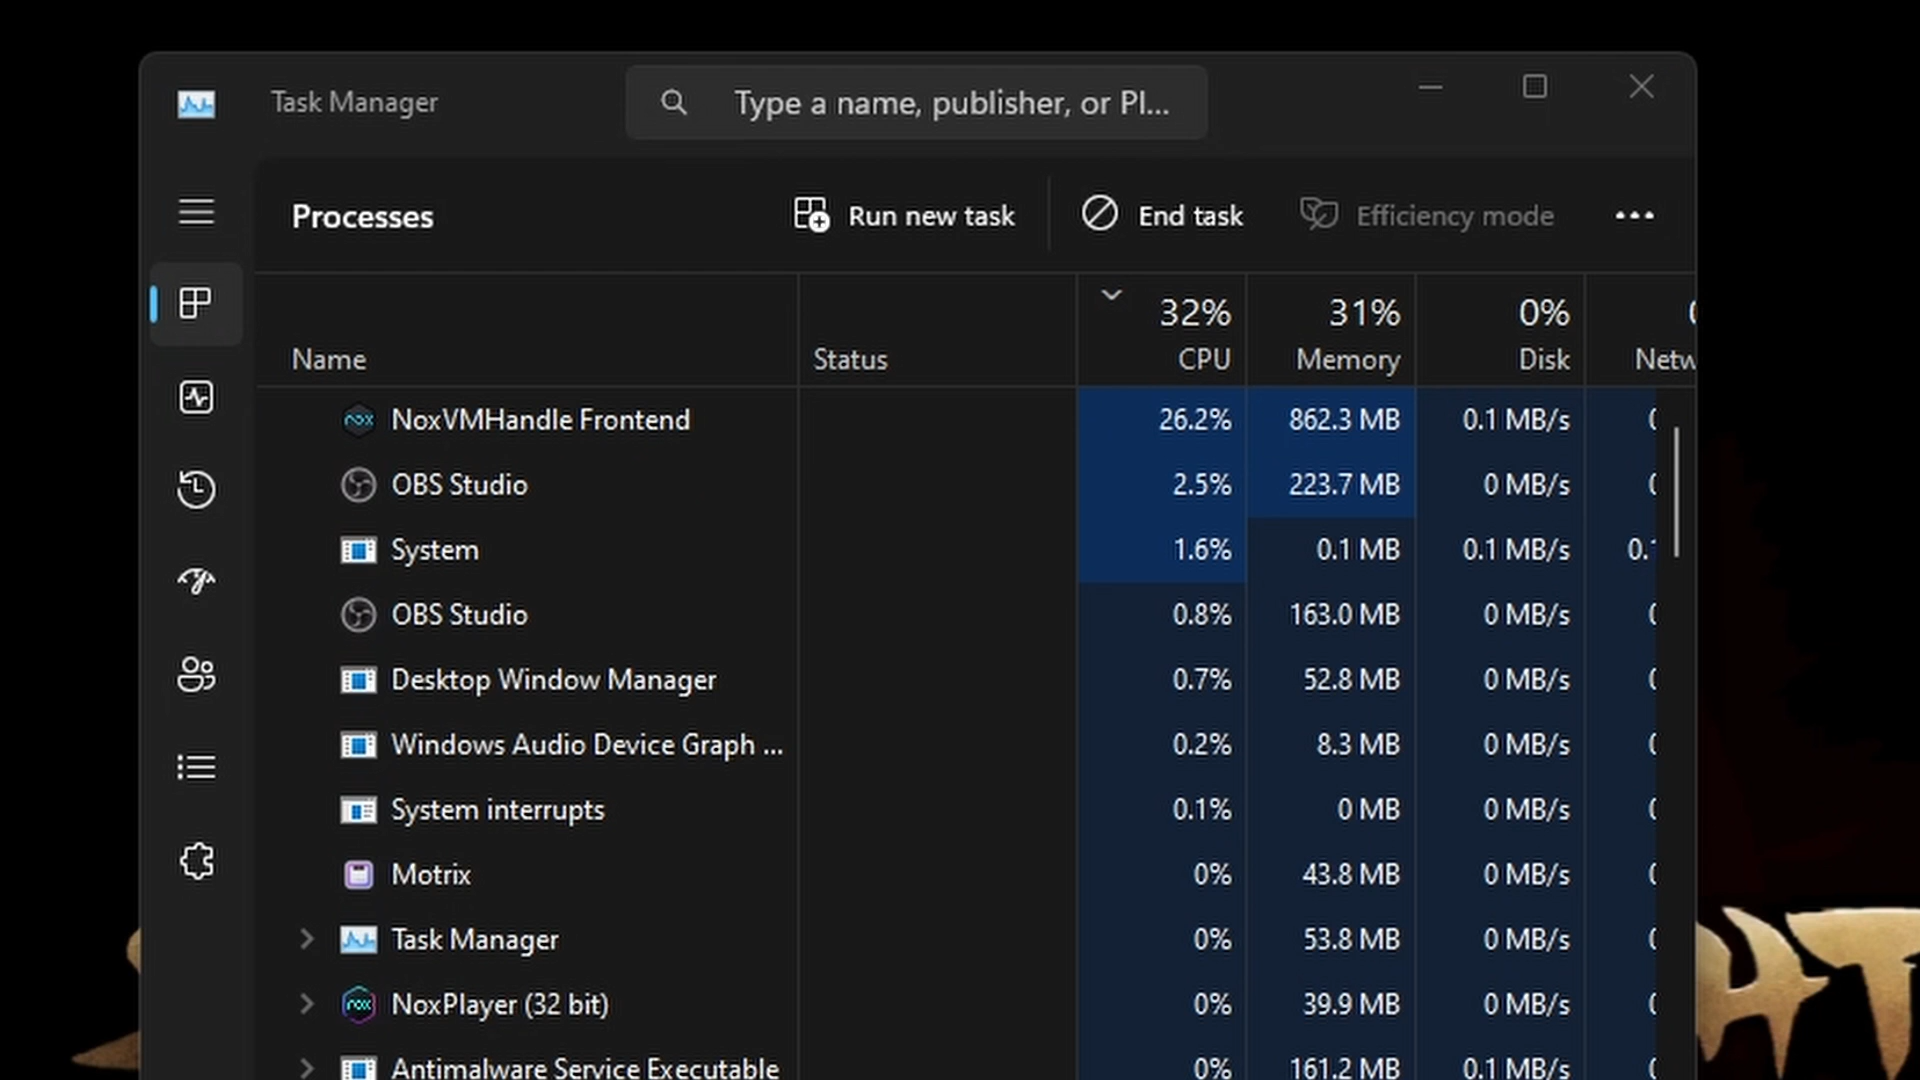 Task Manager
Type a name, publisher, or Pl...
Processes
Run new task
End task
Efficiency mode
32% 31% 0%
Name Status CPU Memory Disk Netw
NoxVMHandle Frontend 26.2% 862.3 MB 0.1 MB/s
OBS Studio 2.5% 223.7 MB 0 MB/s
System 1.6% 0.1 MB 0.1 MB/s 0.1
OBS Studio 0.8% 163.0 MB 0 MB/s
Desktop Window Manager 0.7% 52.8 MB 0 MB/s
Windows Audio Device Graph ... 0.2% 8.3 MB 0 MB/s
System interrupts 0.1% 0 MB 0 MB/s
Motrix 0% 43.8 MB 0 MB/s
Task Manager 0% 53.8 MB 0 MB/s
NoxPlayer (32 bit) 0% 39.9 MB 0 MB/s
Antimalware Service Executable 0% 161.2 MB 0.1 MB/s